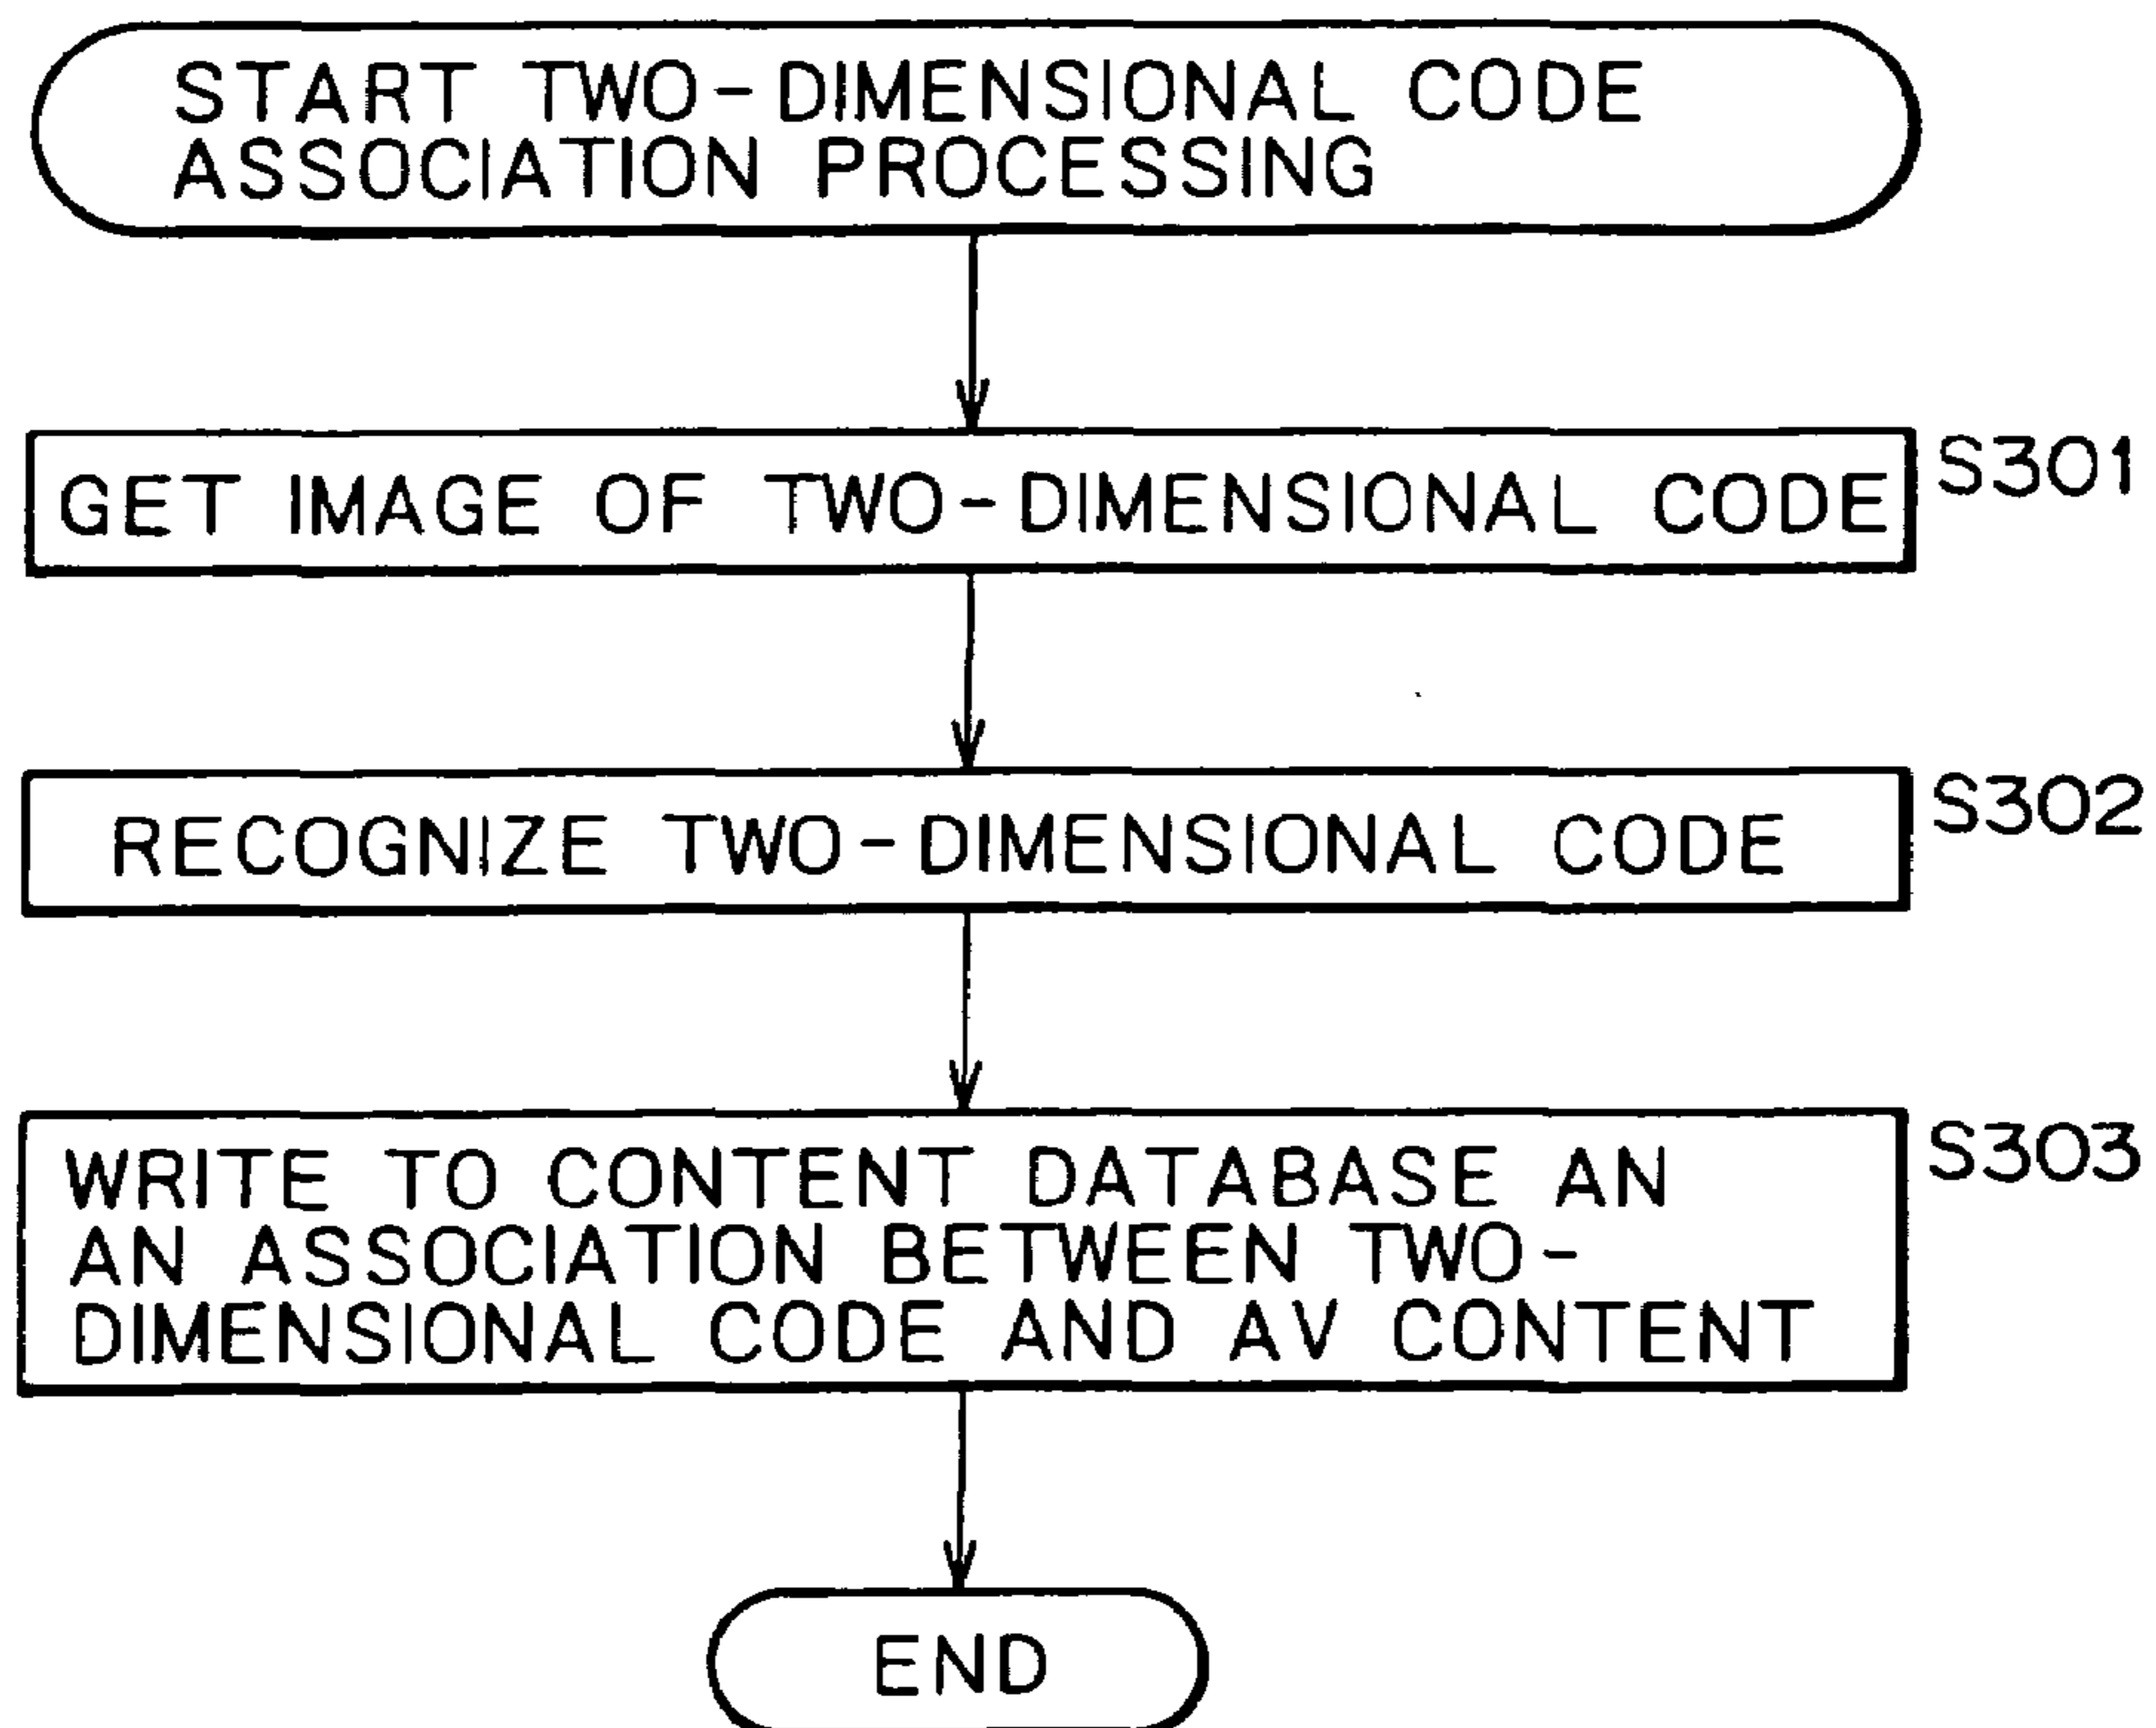 START TWO-DIMENSIONAL CODE
ASSOCIATION PROCESSING
GET IMAGE OF TWO-DIMENSIONAL CODE
S301
RECOGNIZE TWO-DIMENSIONAL CODE
S302
WRITE TO CONTENT DATABASE AN
AN ASSOCIATION BETWEEN TWO-
DIMENSIONAL CODE AND AV CONTENT
S303
END